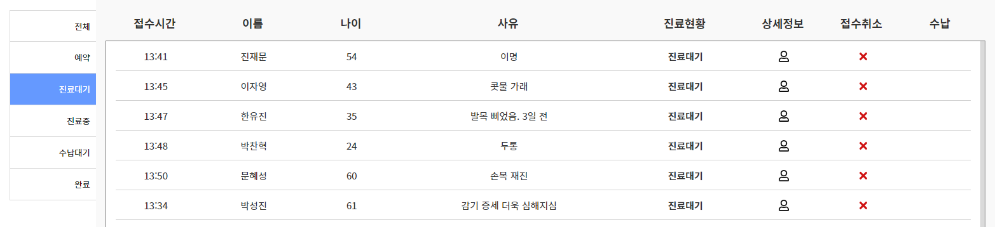 전체
예약
진료대기
진료중
수납대기
완료
접수시간 이름 나이 사유 진료현황 상세정보 접수취소 수납
13:41 진재문 54 이명 진료대기
13:45 이자영 43 콧물 가래 진료대기
13:47 한유진 35 발목 삐었음. 3일 전 진료대기
13:48 박찬혁 24 두통 진료대기
13:50 문혜성 60 손목 재진 진료대기
13:34 박성진 61 감기 증세 더욱 심해지심 진료대기